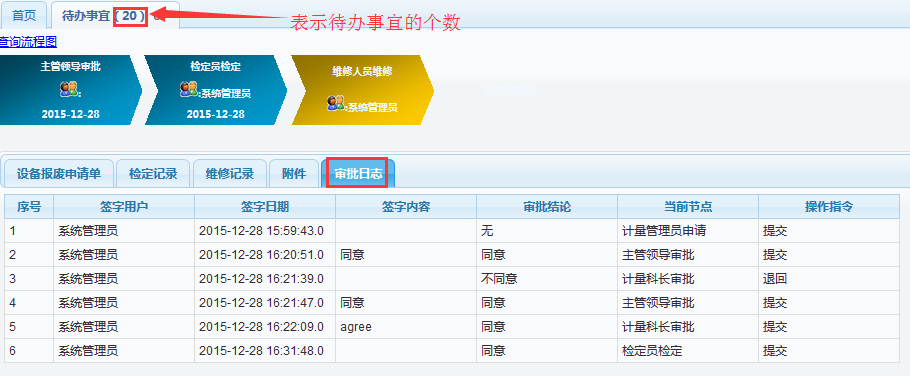 首页 待办事宜 ( 20 )
表示待办事宜的个数
查询流程图
主管领导审批 检定员检定 维修人员维修
: :系统管理员 :系统管理员
2015-12-28 2015-12-28
设备报废申请单 检定记录 维修记录 附件 审批日志
序号 签字用户 签字日期 签字内容 审批结论 当前节点 操作指令
1 系统管理员 2015-12-28 15:59:43.0 无 计量管理员申请 提交
2 系统管理员 2015-12-28 16:20:51.0 同意 同意 主管领导审批 提交
3 系统管理员 2015-12-28 16:21:39.0 不同意 计量科长审批 退回
4 系统管理员 2015-12-28 16:21:47.0 同意 同意 主管领导审批 提交
5 系统管理员 2015-12-28 16:22:09.0 agree 同意 计量科长审批 提交
6 系统管理员 2015-12-28 16:31:48.0 同意 检定员检定 提交